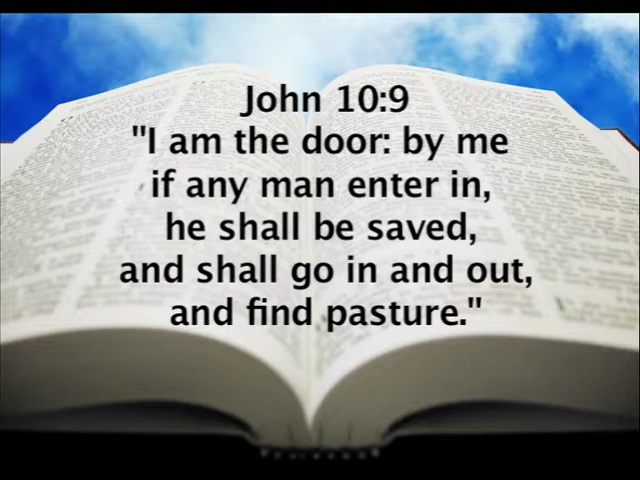 John 10:9
"I am the door: by me
if any man enter in,
he shall be saved,
and shall go in and out,
and find pasture."